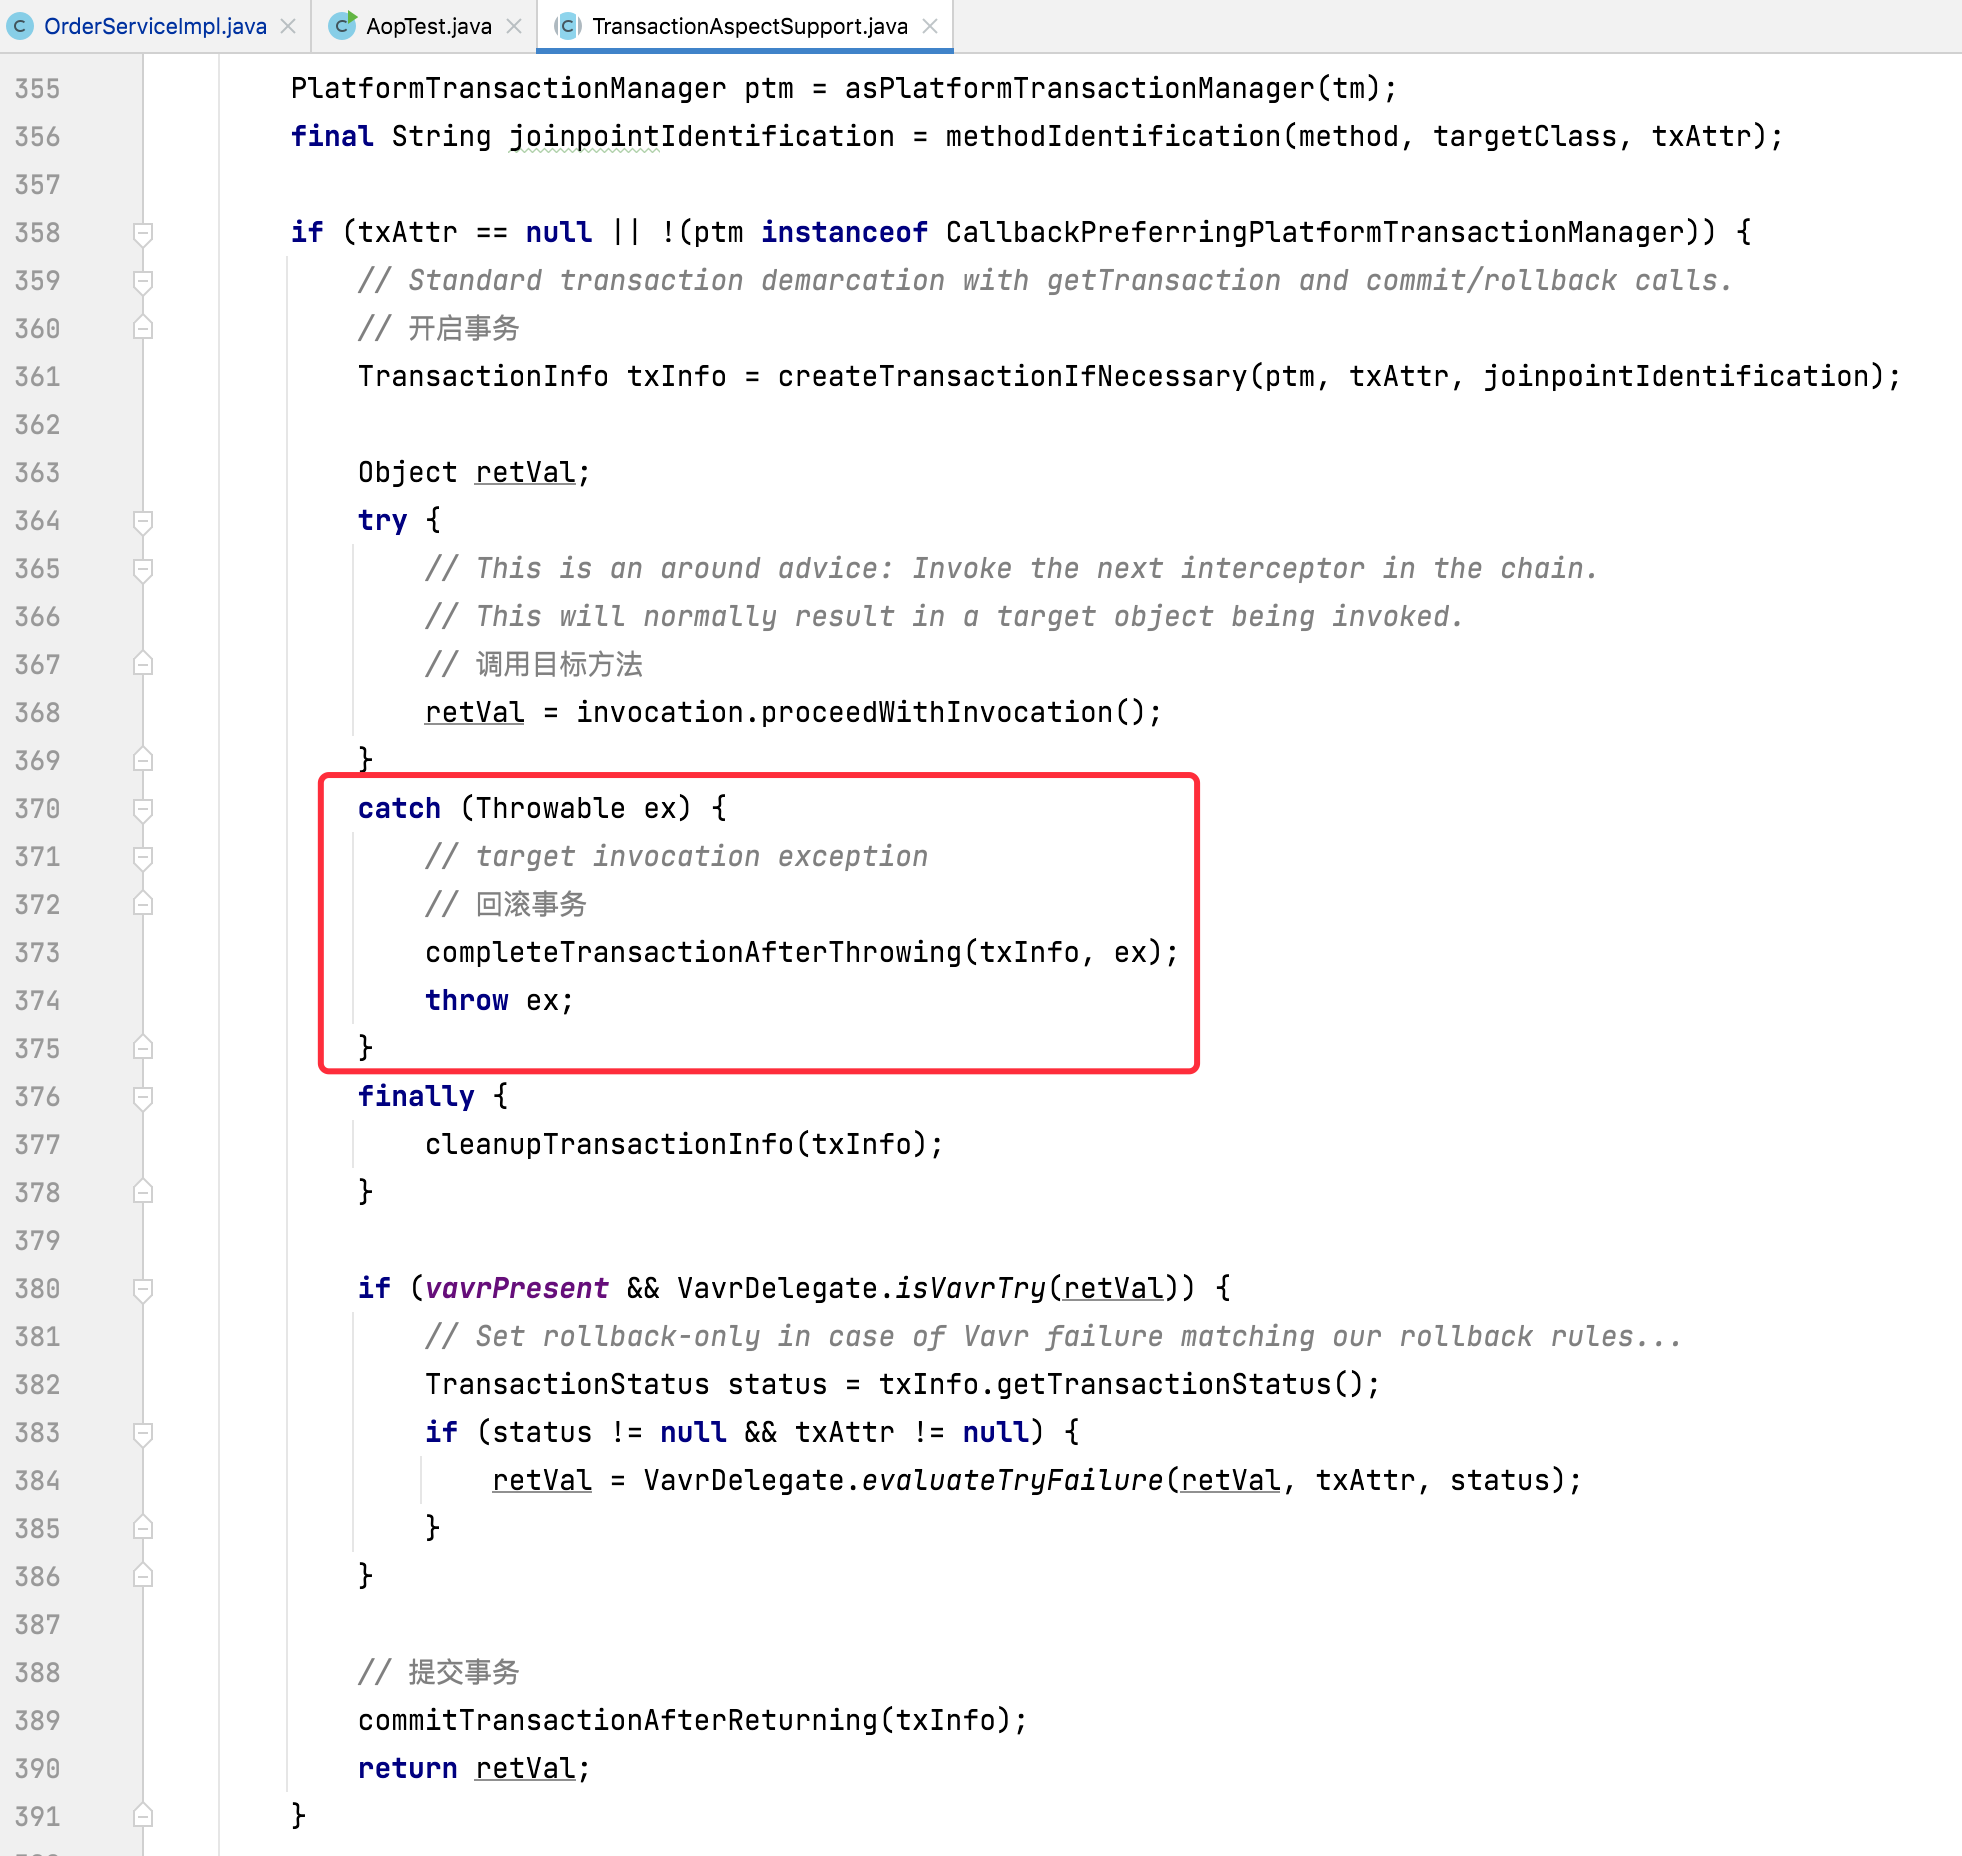 OrderServiceImpl.java AopTest.java TransactionAspectSupport.java
355 PlatformTransactionManager ptm = asPlatformTransactionManager(tm);
356 final String joinpointIdentification = methodIdentification(method, targetClass, txAttr);
357
358 if (txAttr == null || !(ptm instanceof CallbackPreferringPlatformTransactionManager)) {
359 // Standard transaction demarcation with getTransaction and commit/rollback calls.
360 // 开启事务
361 TransactionInfo txInfo = createTransactionIfNecessary(ptm, txAttr, joinpointIdentification);
362
363 Object retVal;
364 try {
365 // This is an around advice: Invoke the next interceptor in the chain.
366 // This will normally result in a target object being invoked.
367 // 调用目标方法
368 retVal = invocation.proceedWithInvocation();
369 }
370 catch (Throwable ex) {
371 // target invocation exception
372 // 回滚事务
373 completeTransactionAfterThrowing(txInfo, ex);
374 throw ex;
375 }
376 finally {
377 cleanupTransactionInfo(txInfo);
378 }
379
380 if (vavrPresent && VavrDelegate.isVavrTry(retVal)) {
381 // Set rollback-only in case of Vavr failure matching our rollback rules...
382 TransactionStatus status = txInfo.getTransactionStatus();
383 if (status != null && txAttr != null) {
384 retVal = VavrDelegate.evaluateTryFailure(retVal, txAttr, status);
385 }
386 }
387
388 // 提交事务
389 commitTransactionAfterReturning(txInfo);
390 return retVal;
391 }